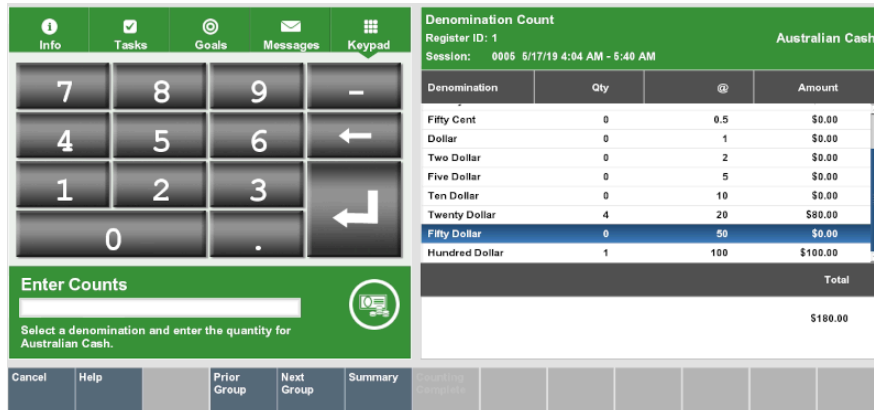 Info Tasks Goals Messages Keypad
7 8 9 -
4 5 6
1 2 3
0 .
Enter Counts
Select a denomination and enter the quantity for
Australian Cash.
Denomination Count
Register ID: 1 Australian Cash
Session: 0005 5/17/19 4:04 AM - 5:40 AM
Denomination Qty @ Amount
Fifty Cent 0 0.5 $0.00
Dollar 0 1 $0.00
Two Dollar 0 2 $0.00
Five Dollar 0 5 $0.00
Ten Dollar 0 10 $0.00
Twenty Dollar 4 20 $80.00
Fifty Dollar 0 50 $0.00
Hundred Dollar 1 100 $100.00
Total
$180.00
Cancel Help Prior Group Next Group Summary Counting Complete